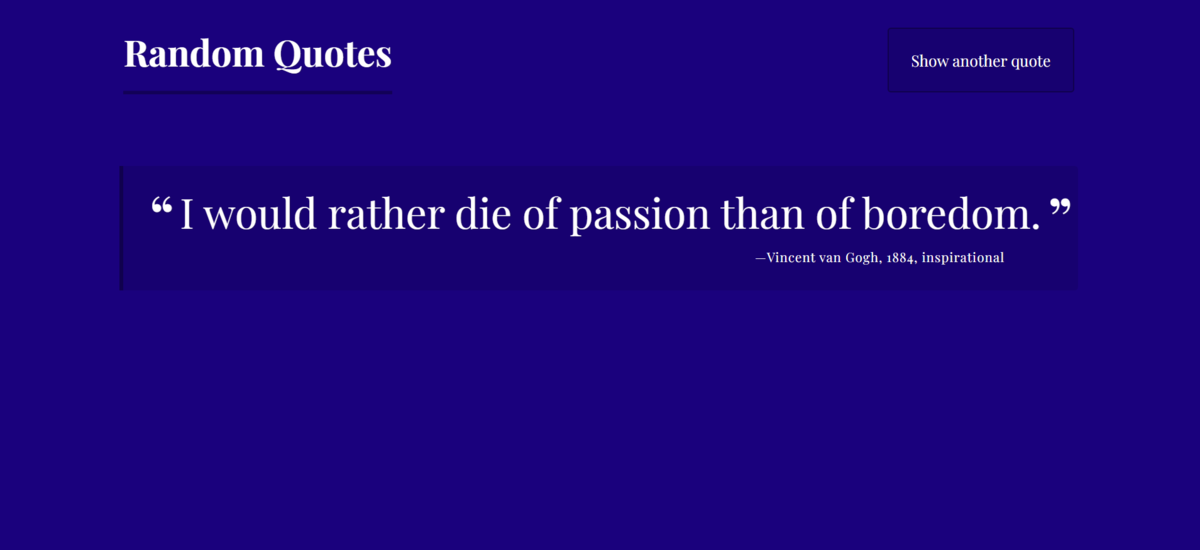 Random Quotes
Show another quote
“ I would rather die of passion than of boredom. ”
—Vincent van Gogh, 1884, inspirational